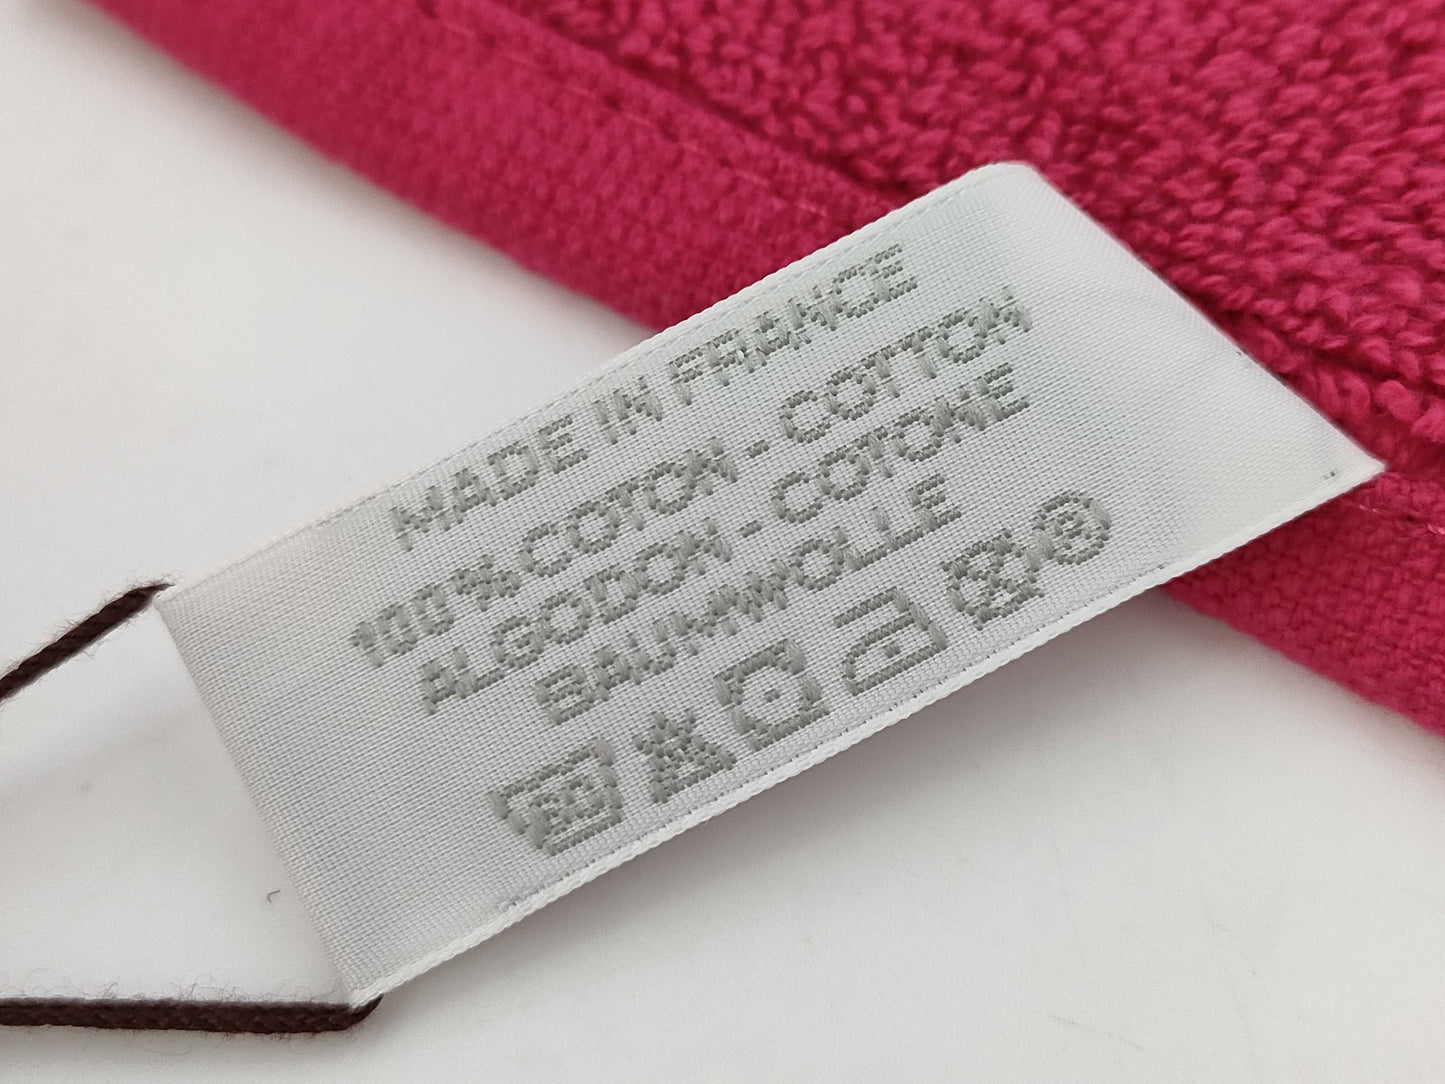 MADE IN FRANCE
100% COTON - COTTON
ALGODON - COTONE
BAUMWOLLE
P